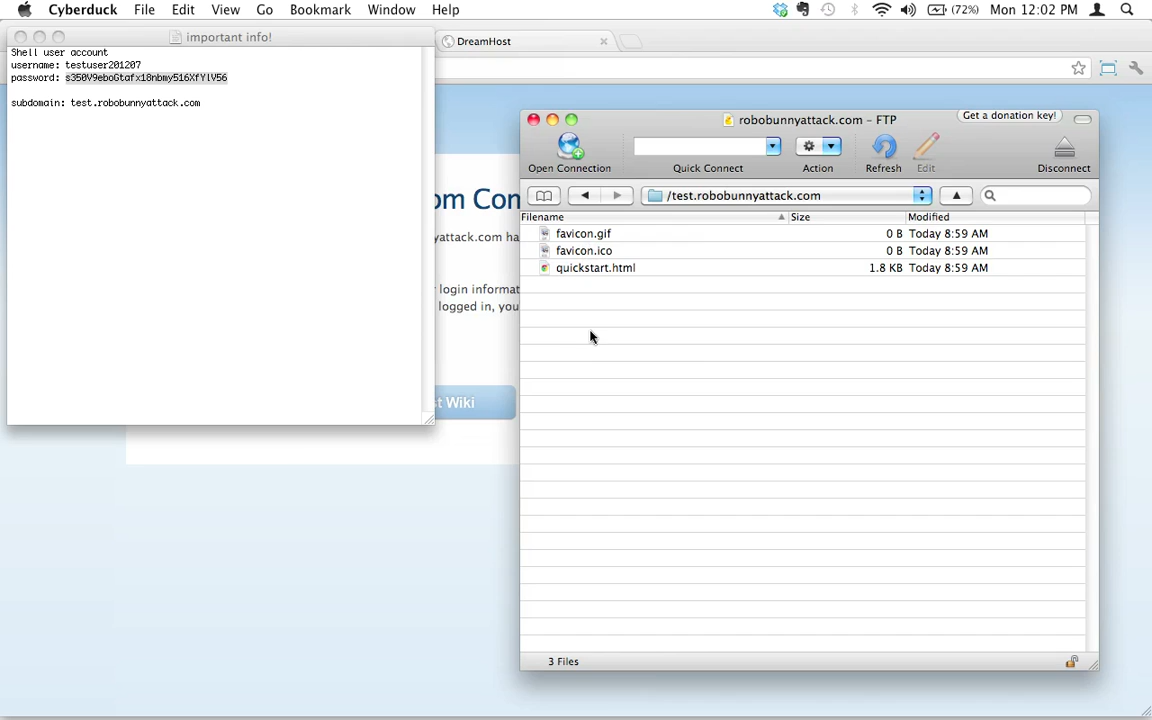 Cyberduck File Edit View Go Bookmark Window Help (72%) Mon 12:02 PM
important info!
Shell user account
username: testuser201207
password: s350V9eboGtafx18nbmy516XfYlV56
subdomain: test.robobunnyattack.com
DreamHost
om Con
yattack.com ha
r login informat
logged in, you
st Wiki
robobunnyattack.com – FTP
Get a donation key!
Open Connection Quick Connect Action Refresh Edit Disconnect
/test.robobunnyattack.com
Filename Size Modified
favicon.gif 0 B Today 8:59 AM
favicon.ico 0 B Today 8:59 AM
quickstart.html 1.8 KB Today 8:59 AM
3 Files